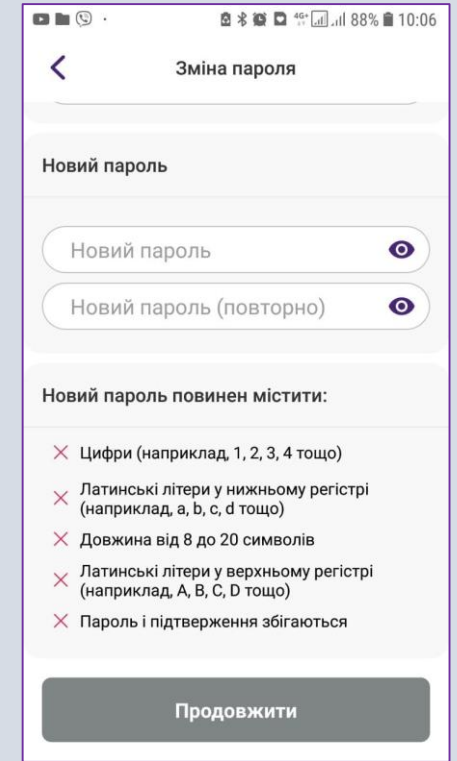 88% 10:06
Зміна пароля
Новий пароль
Новий пароль
Новий пароль (повторно)
Новий пароль повинен містити:
Цифри (наприклад, 1, 2, 3, 4 тощо)
Латинські літери у нижньому регістрі
(наприклад, a, b, c, d тощо)
Довжина від 8 до 20 символів
Латинські літери у верхньому регістрі
(наприклад, A, B, C, D тощо)
Пароль і підтверження збігаються
Продовжити